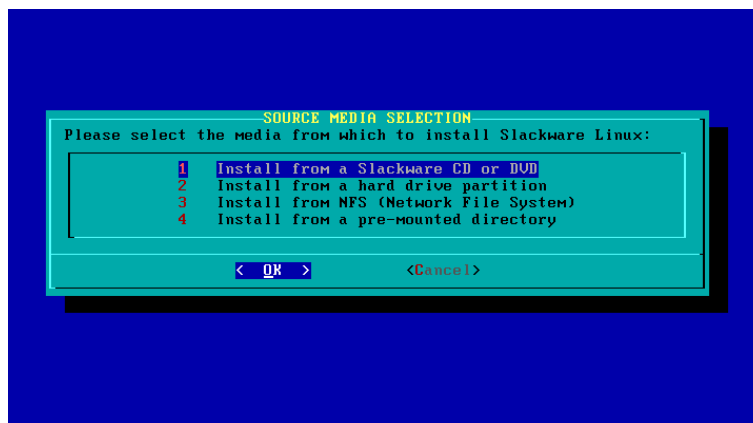 SOURCE MEDIA SELECTION
Please select the media from which to install Slackware Linux:
1 Install from a Slackware CD or DVD
2 Install from a hard drive partition
3 Install from NFS (Network File System)
4 Install from a pre-mounted directory
< OK > <Cancel>